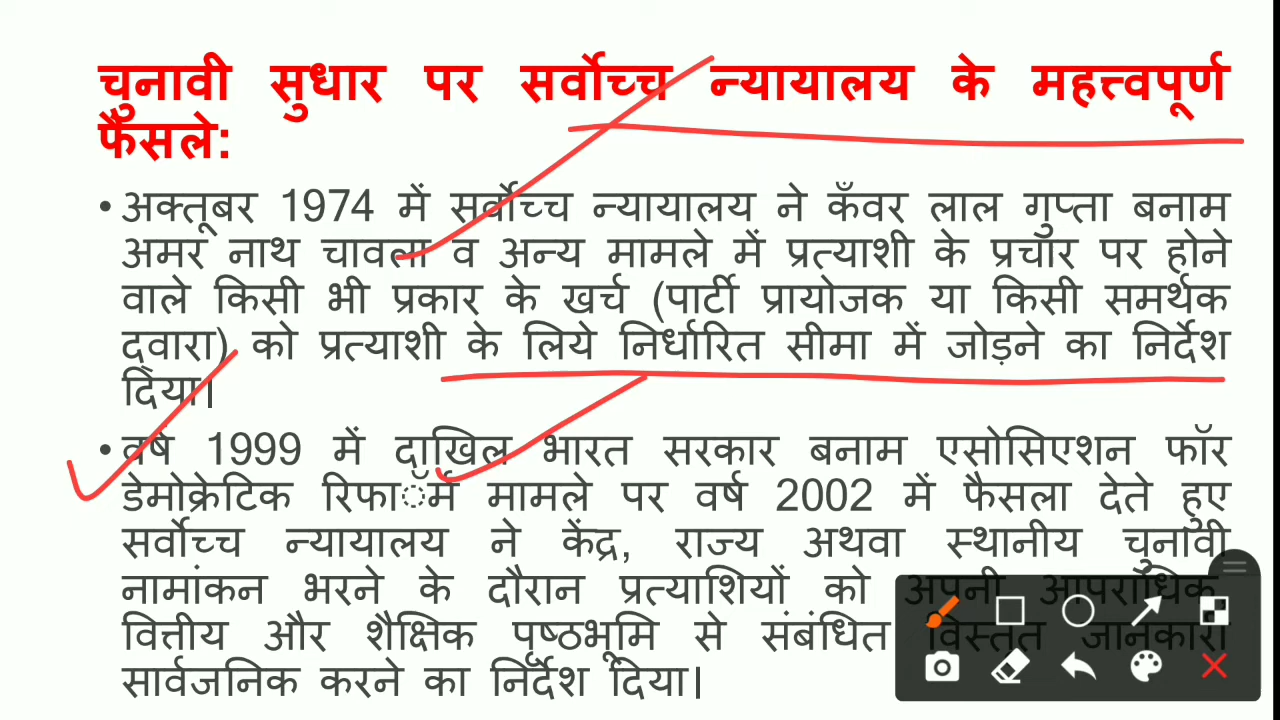 चुनावी सुधार पर सर्वोच्च न्यायालय के महत्त्वपूर्ण
फैसले:
• अक्तूबर 1974 में सर्वोच्च न्यायालय ने कँवर लाल गुप्ता बनाम
अमर नाथ चावला व अन्य मामले में प्रत्याशी के प्रचार पर होने
वाले किसी भी प्रकार के खर्च (पार्टी प्रायोजक या किसी समर्थक
द्वारा) को प्रत्याशी के लिये निर्धारित सीमा में जोड़ने का निर्देश
दिया।
• वर्ष 1999 में दाखिल भारत सरकार बनाम एसोसिएशन फॉर
डेमोक्रेटिक रिफाॅर्म मामले पर वर्ष 2002 में फैसला देते हुए
सर्वोच्च न्यायालय ने केंद्र, राज्य अथवा स्थानीय चुनावी
नामांकन भरने के दौरान प्रत्याशियों को अपनी आपराधिक,
वित्तीय और शैक्षिक पृष्ठभूमि से संबंधित विस्तृत जानकारी
सार्वजनिक करने का निर्देश दिया।